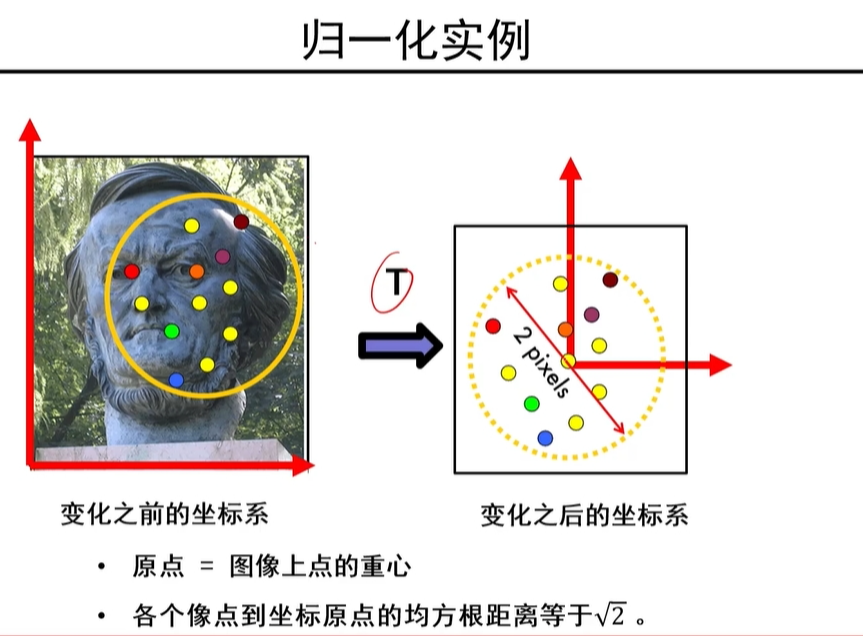 归一化实例
T
2 pixels
变化之前的坐标系
变化之后的坐标系
• 原点 = 图像上点的重心
• 各个像点到坐标原点的均方根距离等于√2 。